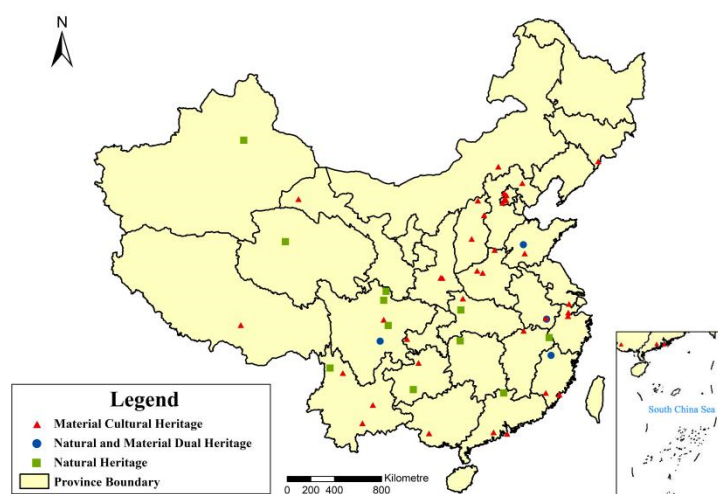 N
Legend
Material Cultural Heritage
Natural and Material Dual Heritage
Natural Heritage
Province Boundary
Kilometre
0 200 400 800
South China Sea